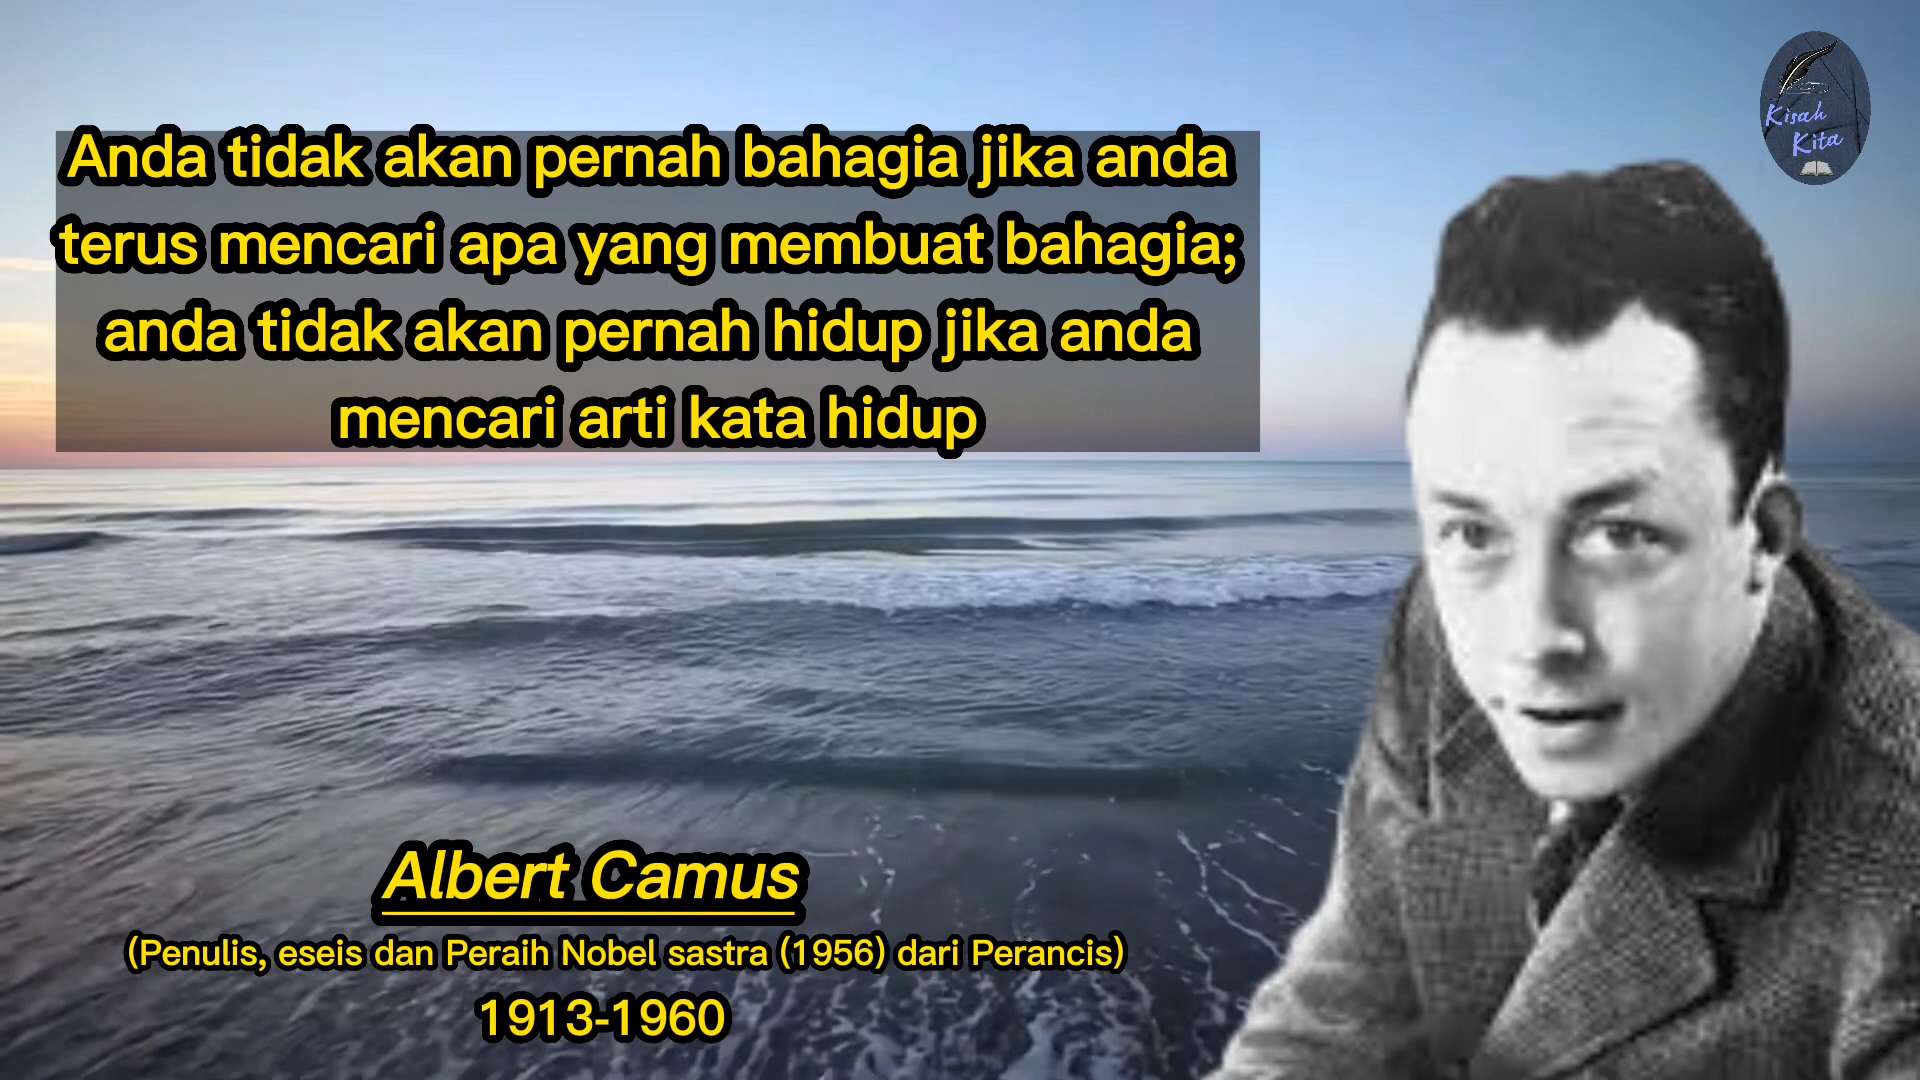 Kisah
Kita
Anda tidak akan pernah bahagia jika anda
terus mencari apa yang membuat bahagia;
anda tidak akan pernah hidup jika anda
mencari arti kata hidup
Albert Camus
(Penulis, eseis dan Peraih Nobel sastra (1956) dari Perancis)
1913-1960